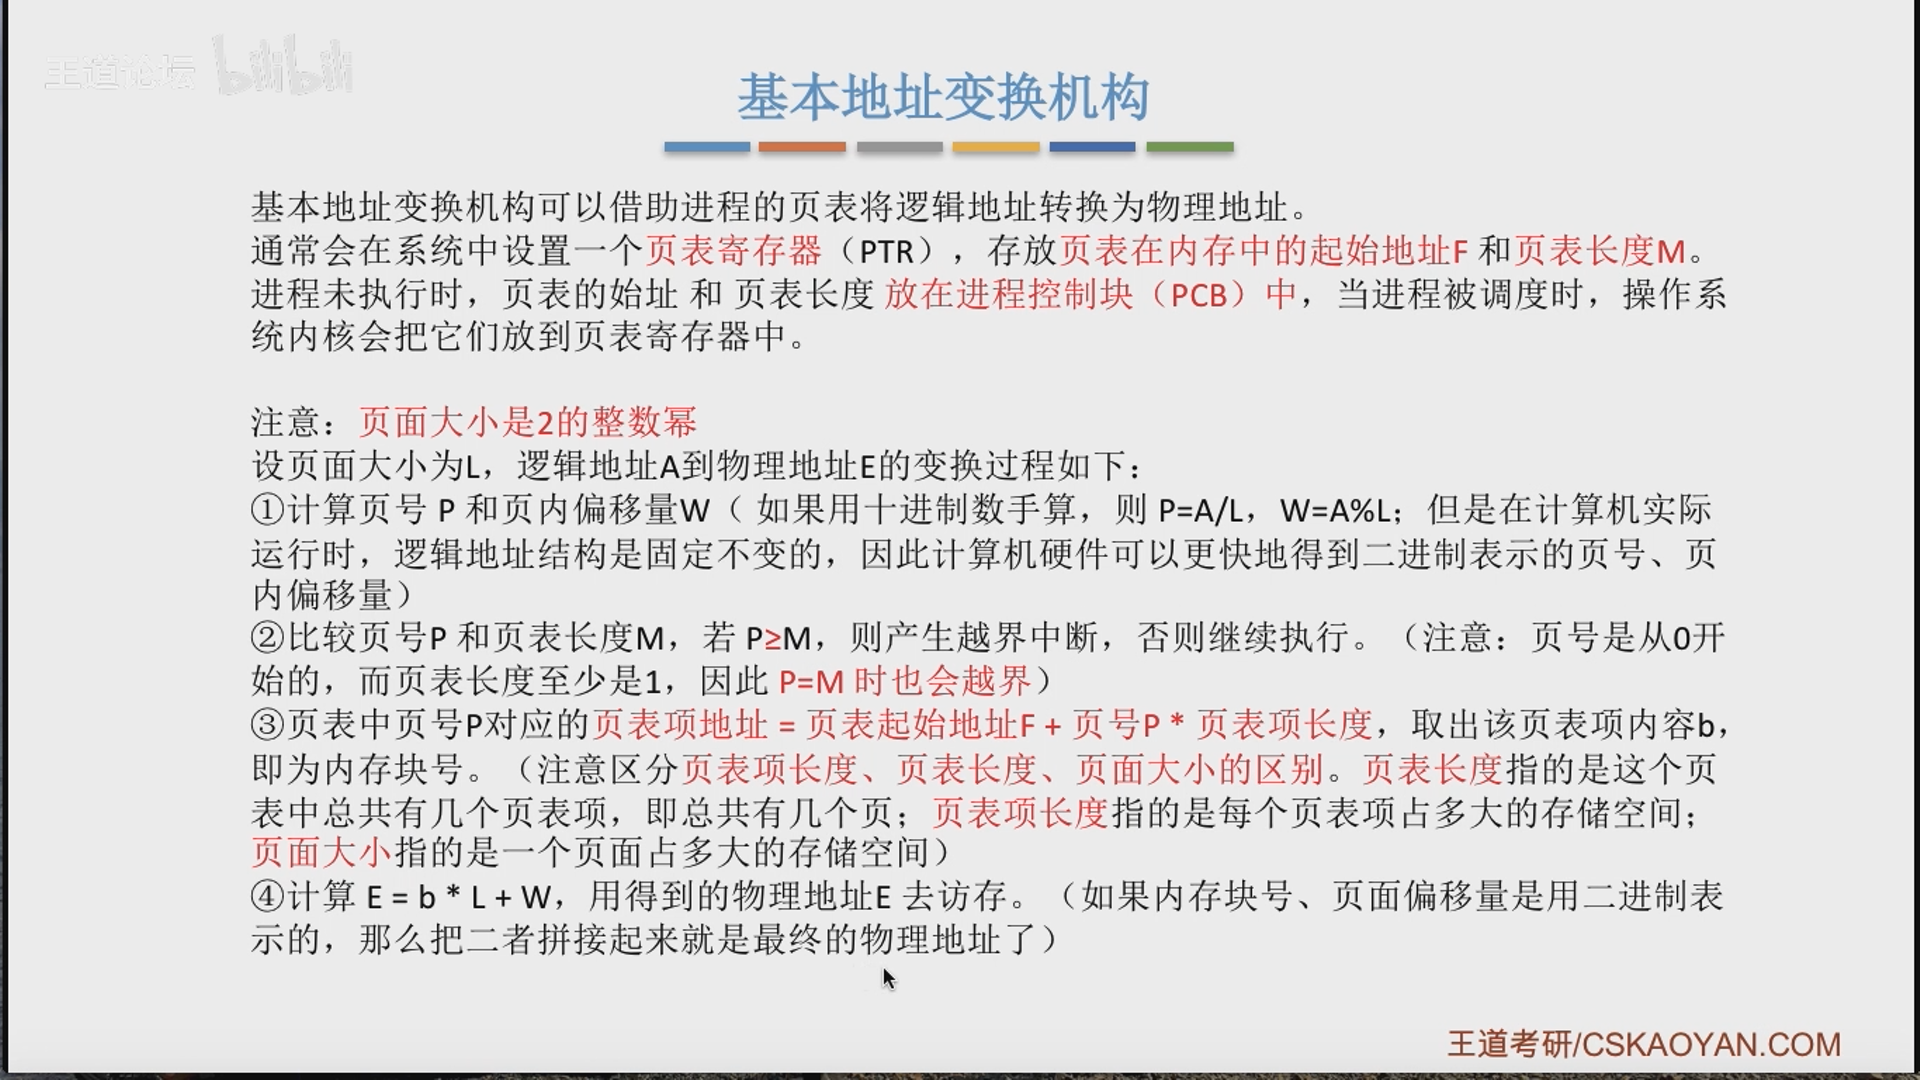 王道论坛 bilibili
基本地址变换机构
基本地址变换机构可以借助进程的页表将逻辑地址转换为物理地址。
通常会在系统中设置一个页表寄存器（PTR），存放页表在内存中的起始地址F 和页表长度M。
进程未执行时，页表的始址 和 页表长度 放在进程控制块（PCB）中，当进程被调度时，操作系
统内核会把它们放到页表寄存器中。
注意：页面大小是2的整数幂
设页面大小为L，逻辑地址A到物理地址E的变换过程如下：
①计算页号 P 和页内偏移量W（ 如果用十进制数手算，则 P=A/L，W=A%L；但是在计算机实际
运行时，逻辑地址结构是固定不变的，因此计算机硬件可以更快地得到二进制表示的页号、页
内偏移量）
②比较页号P 和页表长度M，若 P≥M，则产生越界中断，否则继续执行。（注意：页号是从0开
始的，而页表长度至少是1，因此 P=M 时也会越界）
③页表中页号P对应的页表项地址 = 页表起始地址F + 页号P * 页表项长度，取出该页表项内容b，
即为内存块号。（注意区分页表项长度、页表长度、页面大小的区别。页表长度指的是这个页
表中总共有几个页表项，即总共有几个页；页表项长度指的是每个页表项占多大的存储空间；
页面大小指的是一个页面占多大的存储空间）
④计算 E = b * L + W，用得到的物理地址E 去访存。（如果内存块号、页面偏移量是用二进制表
示的，那么把二者拼接起来就是最终的物理地址了）
王道考研/CSKAOYAN.COM